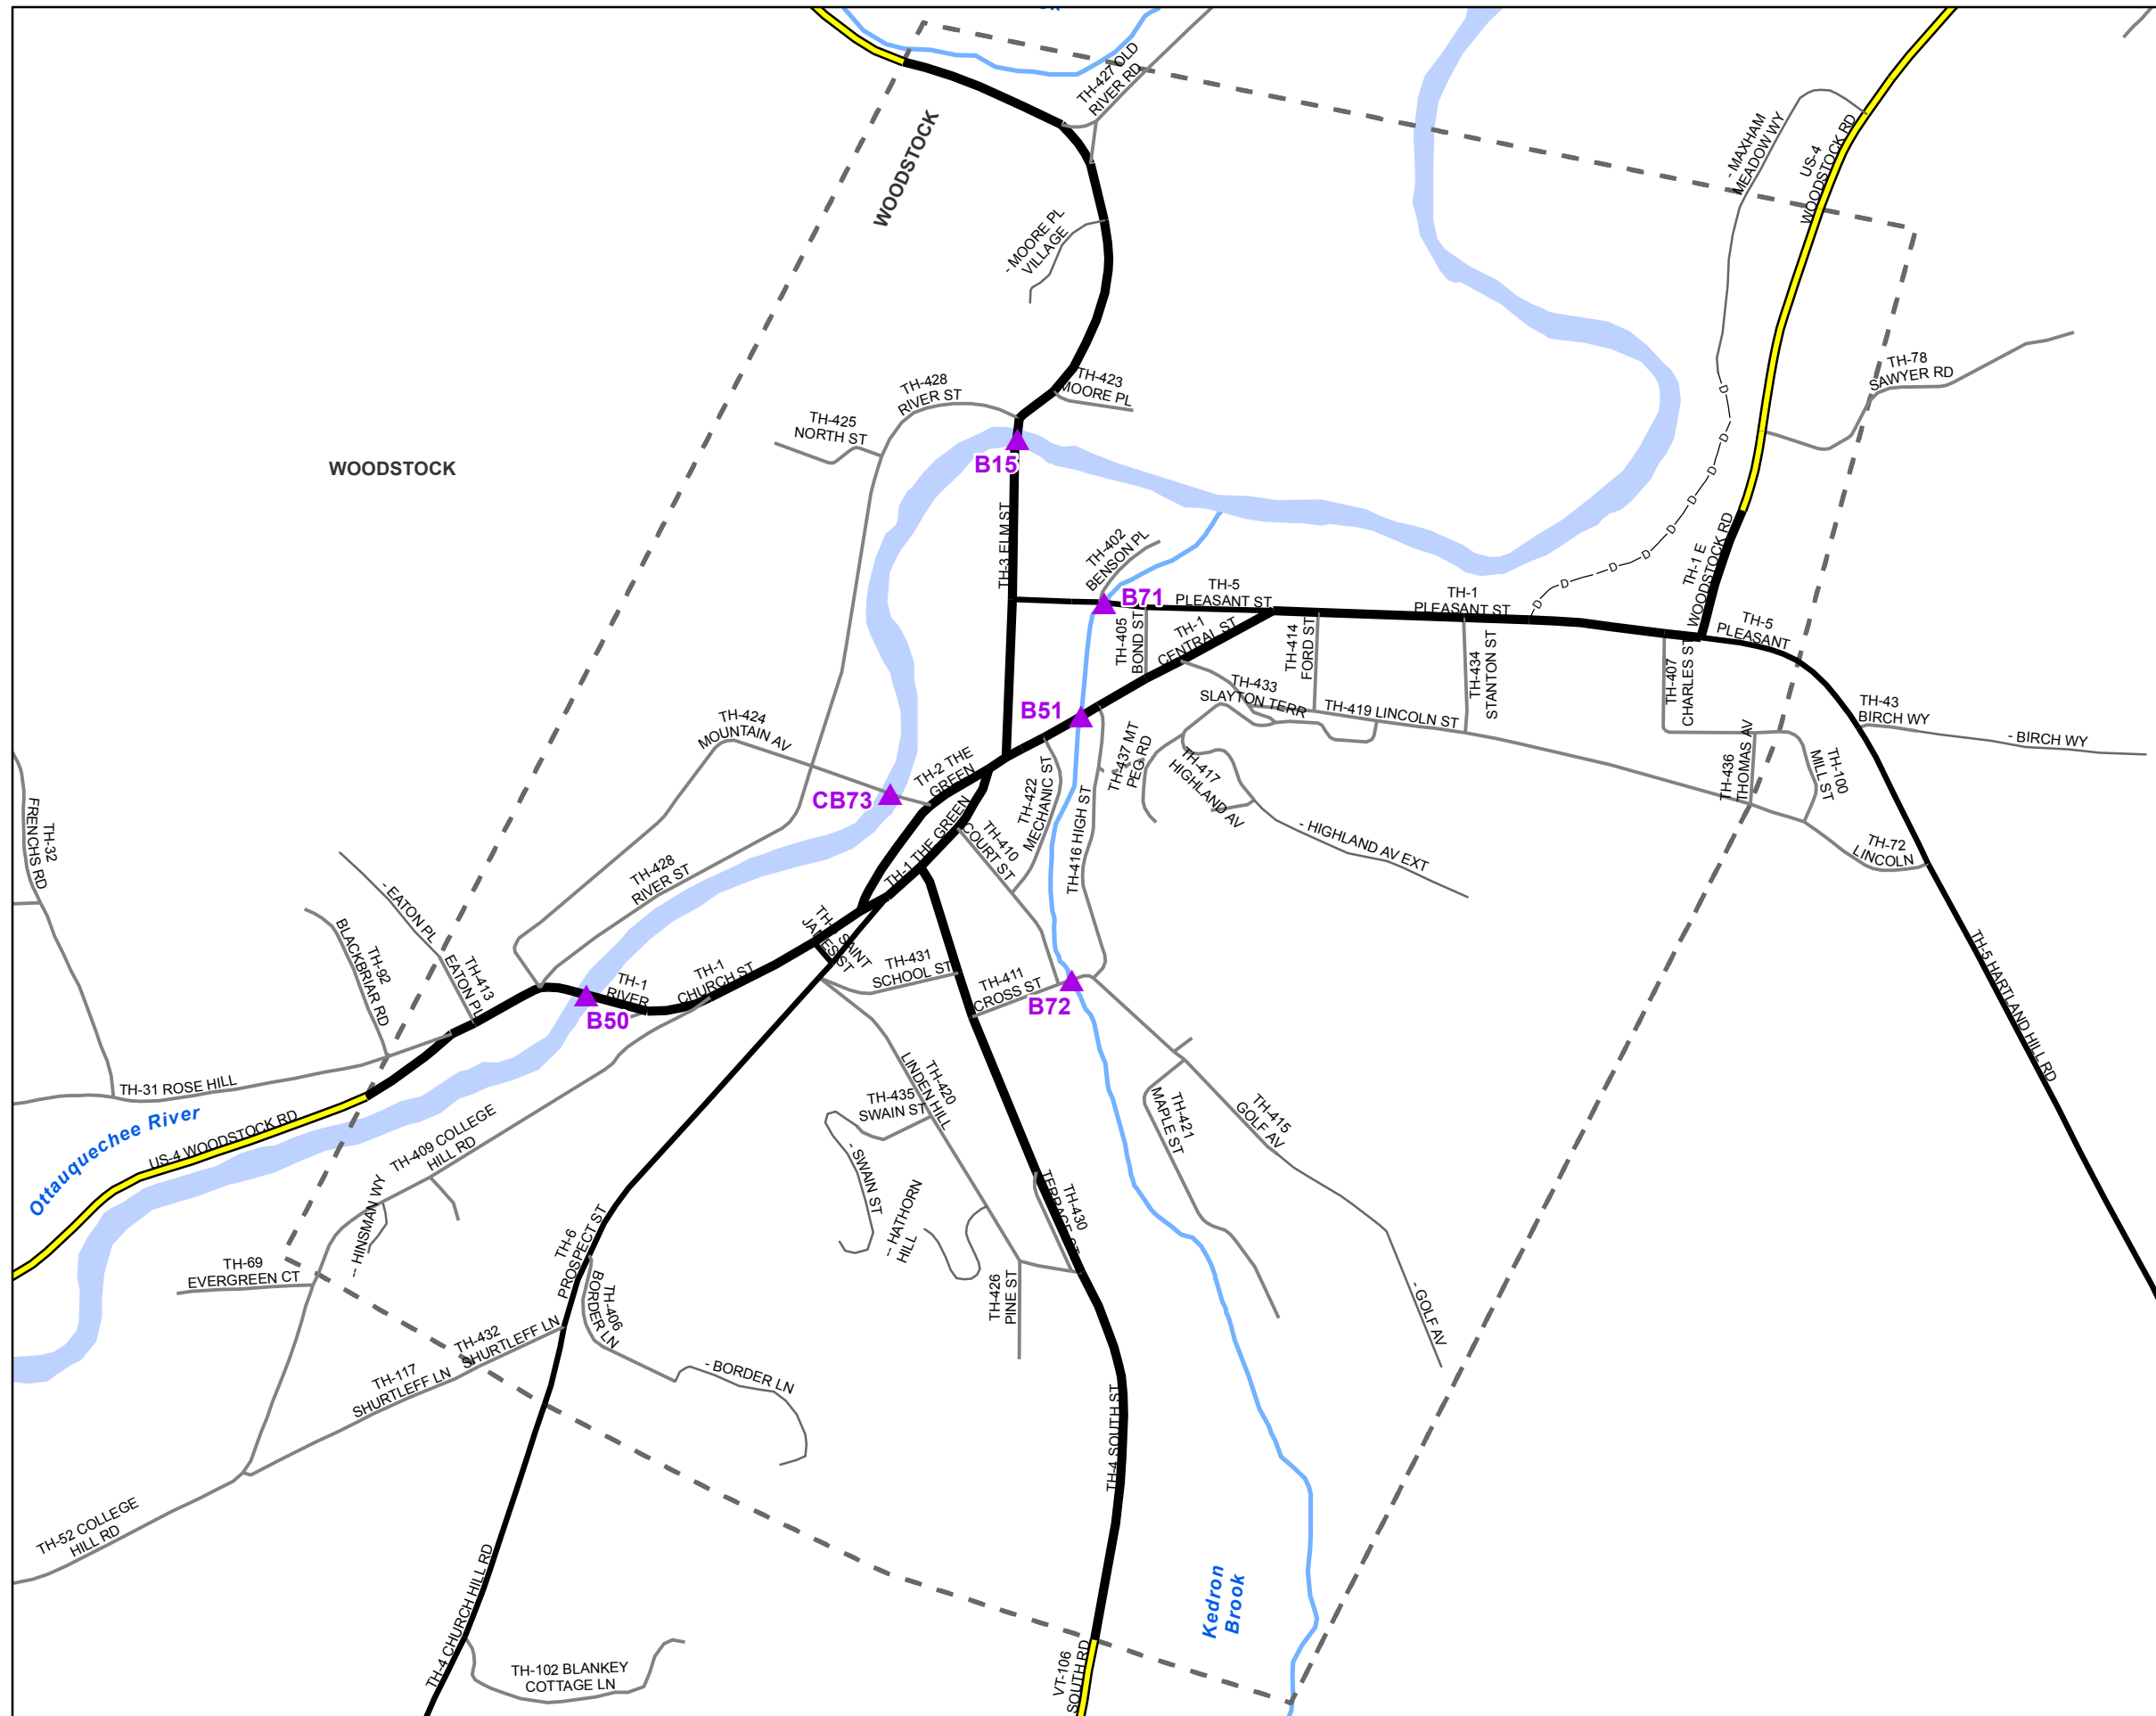 TH-427 OLD
RIVER RD
WOODSTOCK
- MAXHAM
MEADOW WY
US-4
WOODSTOCK RD
- MOORE PL
VILLAGE
TH-78
SAWYER RD
TH-423
MOORE PL
TH-428
RIVER ST
TH-425
NORTH ST
WOODSTOCK
B15
TH-3 ELM ST
TH-402
BENSON PL
B71
TH-5
PLEASANT ST
TH-1
PLEASANT ST
TH-1 E
WOODSTOCK RD
TH-5
PLEASANT
D
D
D
D
D
D
D
D
D
TH-405
BOND ST
TH-1
CENTRAL ST
TH-414
FORD ST
TH-434
STANTON ST
TH-407
CHARLES ST
TH-433
SLAYTON TERR
TH-419 LINCOLN ST
TH-43
BIRCH WY
- BIRCH WY
B51
TH-424
MOUNTAIN AV
TH-2 THE
GREEN
TH-437 MT
PEG RD
TH-417
HIGHLAND AV
TH-436
THOMAS AV
TH-100
MILL ST
CB73
TH-422
MECHANIC ST
TH-416 HIGH ST
- HIGHLAND AV EXT
TH-72
LINCOLN
TH-32
FRENCHS RD
TH-1 THE GREEN
TH-410
COURT ST
TH-428
RIVER ST
- EATON PL
TH-92
BLACKBRIAR RD
TH-413
EATON PL
SAINT
JAMES ST
TH-431
SCHOOL ST
TH-411
CROSS ST
TH-1
RIVER
TH-1
CHURCH ST
B50
B72
TH-5 HARTLAND HILL RD
TH-31 ROSE HILL
Ottauquechee River
US-4 WOODSTOCK RD
TH-409 COLLEGE
HILL RD
TH-420
LINDEN HILL
TH-435
SWAIN ST
- SWAIN ST
TH-421
MAPLE ST
TH-415
GOLF AV
-- HINSMAN WY
-- HATHORN
HILL
TH-430
TERRACE ST
TH-69
EVERGREEN CT
TH-6
PROSPECT ST
TH-406
BORDER LN
TH-426
PINE ST
- GOLF AV
TH-432
SHURTLEFF LN
TH-117
SHURTLEFF LN
- BORDER LN
TH-4 SOUTH ST
TH-52 COLLEGE
HILL RD
TH-4 CHURCH HILL RD
Kedron
Brook
TH-102 BLANKEY
COTTAGE LN
VT-106
SOUTH RD